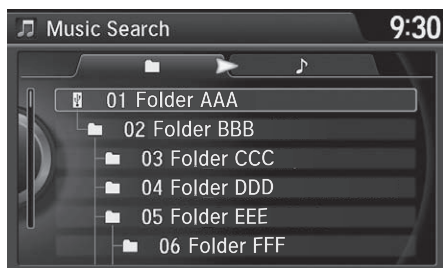 Music Search
9:30
01 Folder AAA
02 Folder BBB
03 Folder CCC
04 Folder DDD
05 Folder EEE
06 Folder FFF